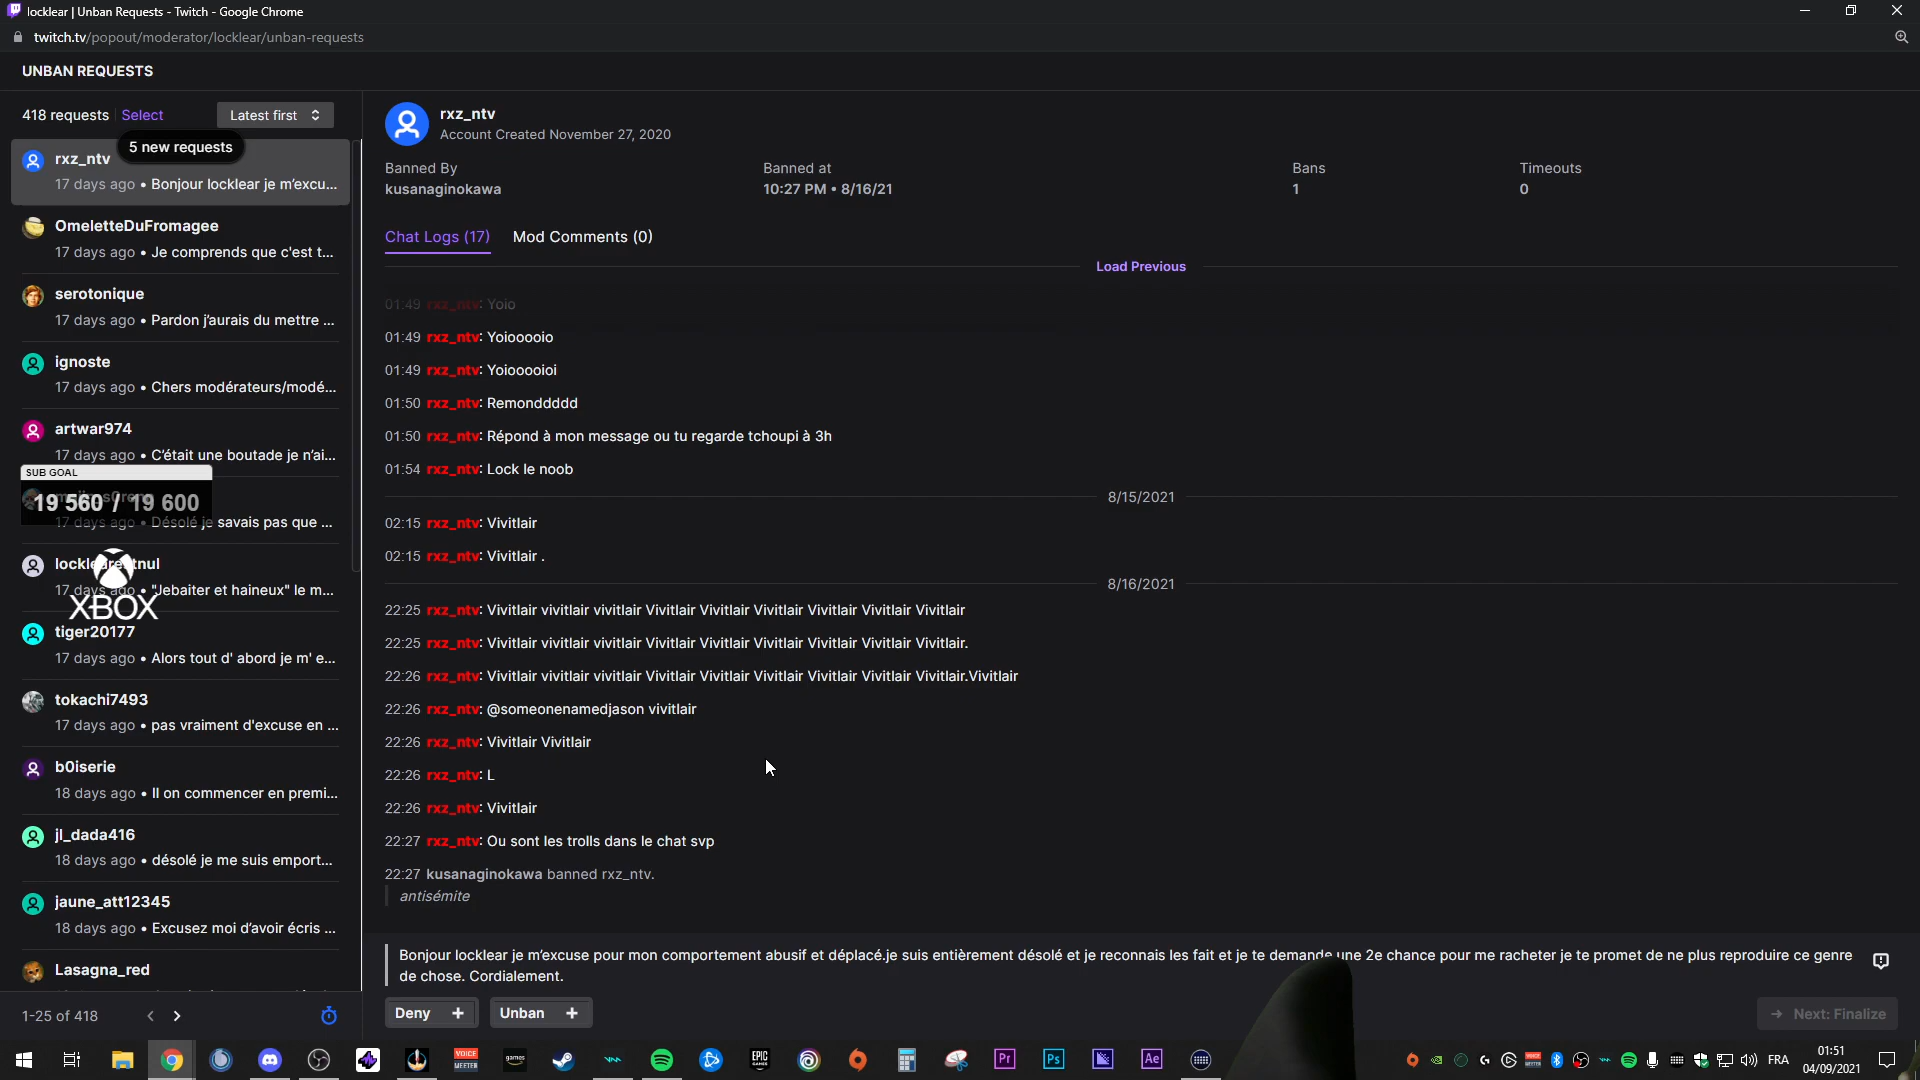 locklear | Unban Requests - Twitch - Google Chrome
twitch.tv/popout/moderator/locklear/unban-requests
UNBAN REQUESTS
418 requests Select Latest first
5 new requests
rxz_ntv
17 days ago • Bonjour locklear je m'excu...
OmeletteDuFromagee
17 days ago • Je comprends que c'est t...
serotonique
17 days ago • Pardon j'aurais du mettre ...
ignoste
17 days ago • Chers modérateurs/modé...
artwar974
17 days ago • C'était une boutade je n'ai...
SUB GOAL
19 560 / 19 600
17 days ago • Désolé je savais pas que ...
17 days ago • "Jebaiter et haineux" le m...
XBOX
tiger20177
17 days ago • Alors tout d' abord je m' e...
tokachi7493
17 days ago • pas vraiment d'excuse en ...
b0iserie
18 days ago • Il on commencer en premi...
jl_dada416
18 days ago • désolé je me suis emport...
jaune_att12345
18 days ago • Excusez moi d'avoir écris ...
Lasagna_red
1-25 of 418
rxz_ntv
Account Created November 27, 2020
Banned By Banned at Bans Timeouts
kusanaginokawa 10:27 PM • 8/16/21 1 0
Chat Logs (17) Mod Comments (0)
Load Previous
01:49 rxz_ntv: Yoio
01:49 rxz_ntv: Yoiooooio
01:49 rxz_ntv: Yoiooooioi
01:50 rxz_ntv: Remonddddd
01:50 rxz_ntv: Répond à mon message ou tu regarde tchoupi à 3h
01:54 rxz_ntv: Lock le noob
8/15/2021
02:15 rxz_ntv: Vivitlair
02:15 rxz_ntv: Vivitlair .
8/16/2021
22:25 rxz_ntv: Vivitlair vivitlair vivitlair Vivitlair Vivitlair Vivitlair Vivitlair Vivitlair Vivitlair
22:25 rxz_ntv: Vivitlair vivitlair vivitlair Vivitlair Vivitlair Vivitlair Vivitlair Vivitlair Vivitlair.
22:26 rxz_ntv: Vivitlair vivitlair vivitlair Vivitlair Vivitlair Vivitlair Vivitlair Vivitlair Vivitlair.Vivitlair
22:26 rxz_ntv: @someonenamedjason vivitlair
22:26 rxz_ntv: Vivitlair Vivitlair
22:26 rxz_ntv: L
22:26 rxz_ntv: Vivitlair
22:27 rxz_ntv: Ou sont les trolls dans le chat svp
22:27 kusanaginokawa banned rxz_ntv.
antisémite
Bonjour locklear je m'excuse pour mon comportement abusif et déplacé.je suis entièrement désolé et je reconnais les fait et je te demande une 2e chance pour me racheter je te promet de ne plus reproduire ce genre
de chose. Cordialement.
Deny + Unban +
Next: Finalize
VOICE MEETER
games
EPIC GAMES
Pr
Ps
Ae
FRA
01:51
04/09/2021